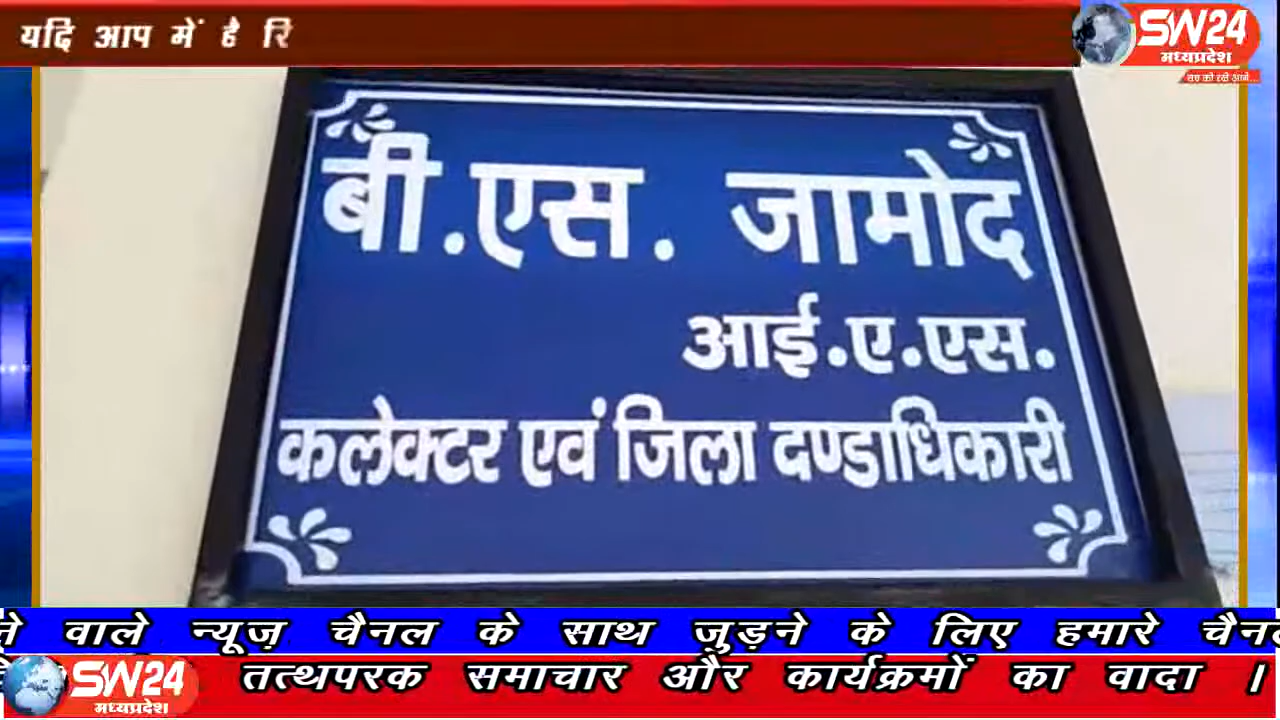 यदि आप में है रि
SW24
मध्यप्रदेश
बी.एस. जामोद
आई.ए.एस.
कलेक्टर एवं जिला दण्डाधिकारी
वाले न्यूज़ चैनल के साथ जुड़ने के लिए हमारे चैनल
SW24 तत्थपरक समाचार और कार्यक्रमों का वादा ।
मध्यप्रदेश